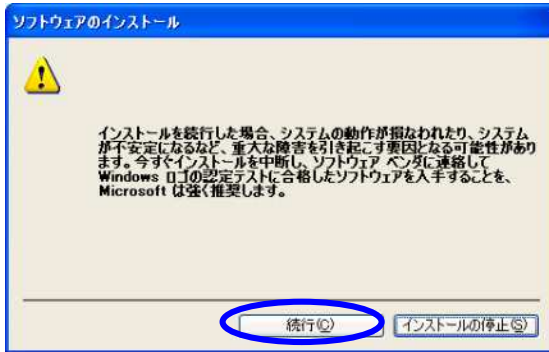 ソフトウェアのインストール
インストールを続行した場合、システムの動作が損なわれたり、システム
が不安定になるなど、重大な障害を引き起こす要因となる可能性があり
ます。今すぐインストールを中断し、ソフトウェア ベンダに連絡して
Windows ロゴの認定テストに合格したソフトウェアを入手することを、
Microsoft は強く推奨します。
続行(C)
インストールの停止(S)